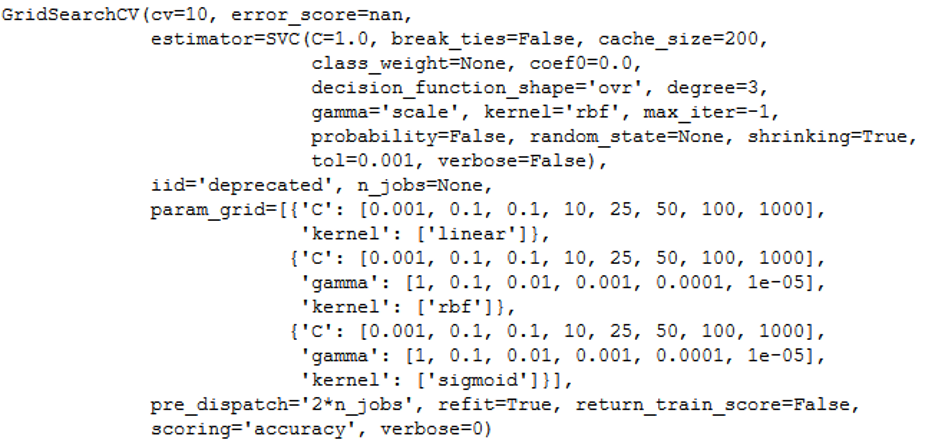 GridSearchCV(cv=10, error_score=nan,
             estimator=SVC(C=1.0, break_ties=False, cache_size=200,
                           class_weight=None, coef0=0.0,
                           decision_function_shape='ovr', degree=3,
                           gamma='scale', kernel='rbf', max_iter=-1,
                           probability=False, random_state=None, shrinking=True,
                           tol=0.001, verbose=False),
             iid='deprecated', n_jobs=None,
             param_grid=[{'C': [0.001, 0.1, 0.1, 10, 25, 50, 100, 1000],
                          'kernel': ['linear']},
                         {'C': [0.001, 0.1, 0.1, 10, 25, 50, 100, 1000],
                          'gamma': [1, 0.1, 0.01, 0.001, 0.0001, 1e-05],
                          'kernel': ['rbf']},
                         {'C': [0.001, 0.1, 0.1, 10, 25, 50, 100, 1000],
                          'gamma': [1, 0.1, 0.01, 0.001, 0.0001, 1e-05],
                          'kernel': ['sigmoid']}],
             pre_dispatch='2*n_jobs', refit=True, return_train_score=False,
             scoring='accuracy', verbose=0)